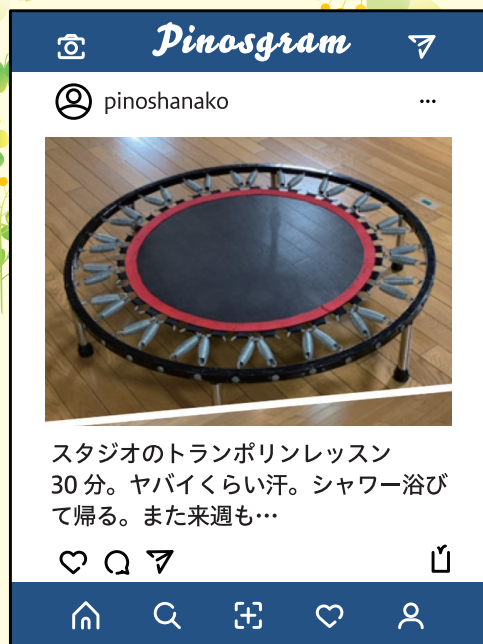 Pinosgram
pinoshanako
スタジオのトランポリンレッスン
30 分。ヤバイくらい汗。シャワー浴び
て帰る。また来週も…